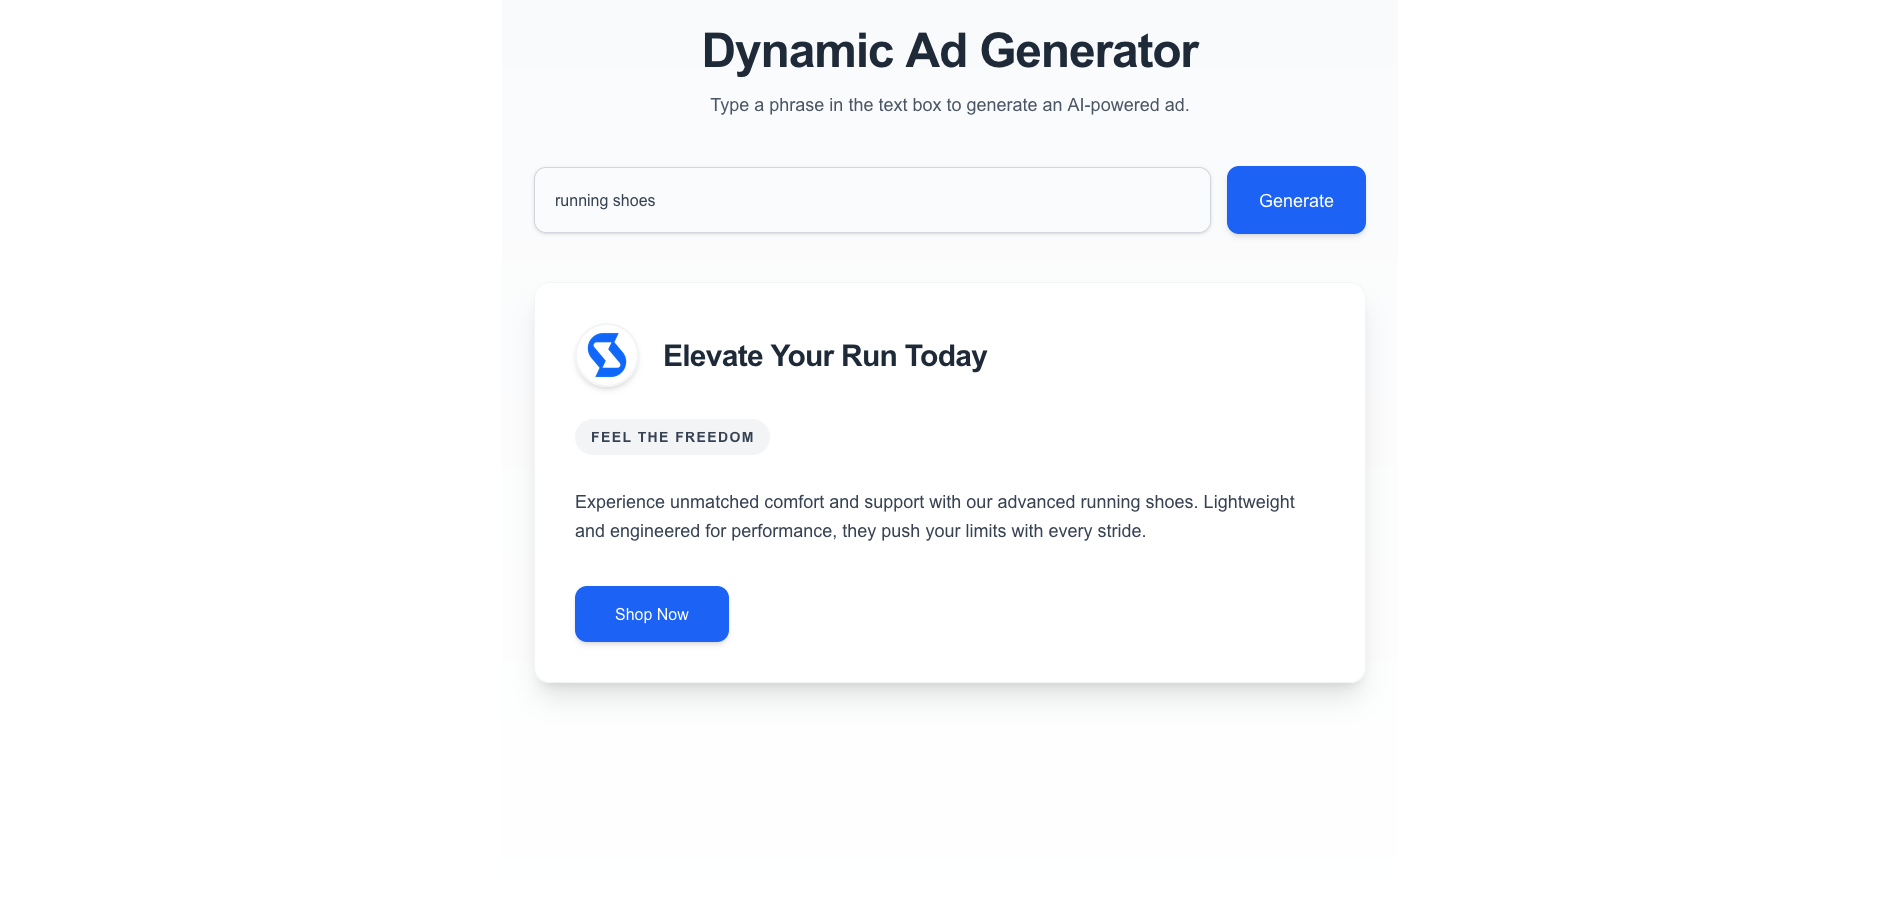 Dynamic Ad Generator
Type a phrase in the text box to generate an AI-powered ad.
running shoes
Generate
Elevate Your Run Today
FEEL THE FREEDOM
Experience unmatched comfort and support with our advanced running shoes. Lightweight
and engineered for performance, they push your limits with every stride.
Shop Now